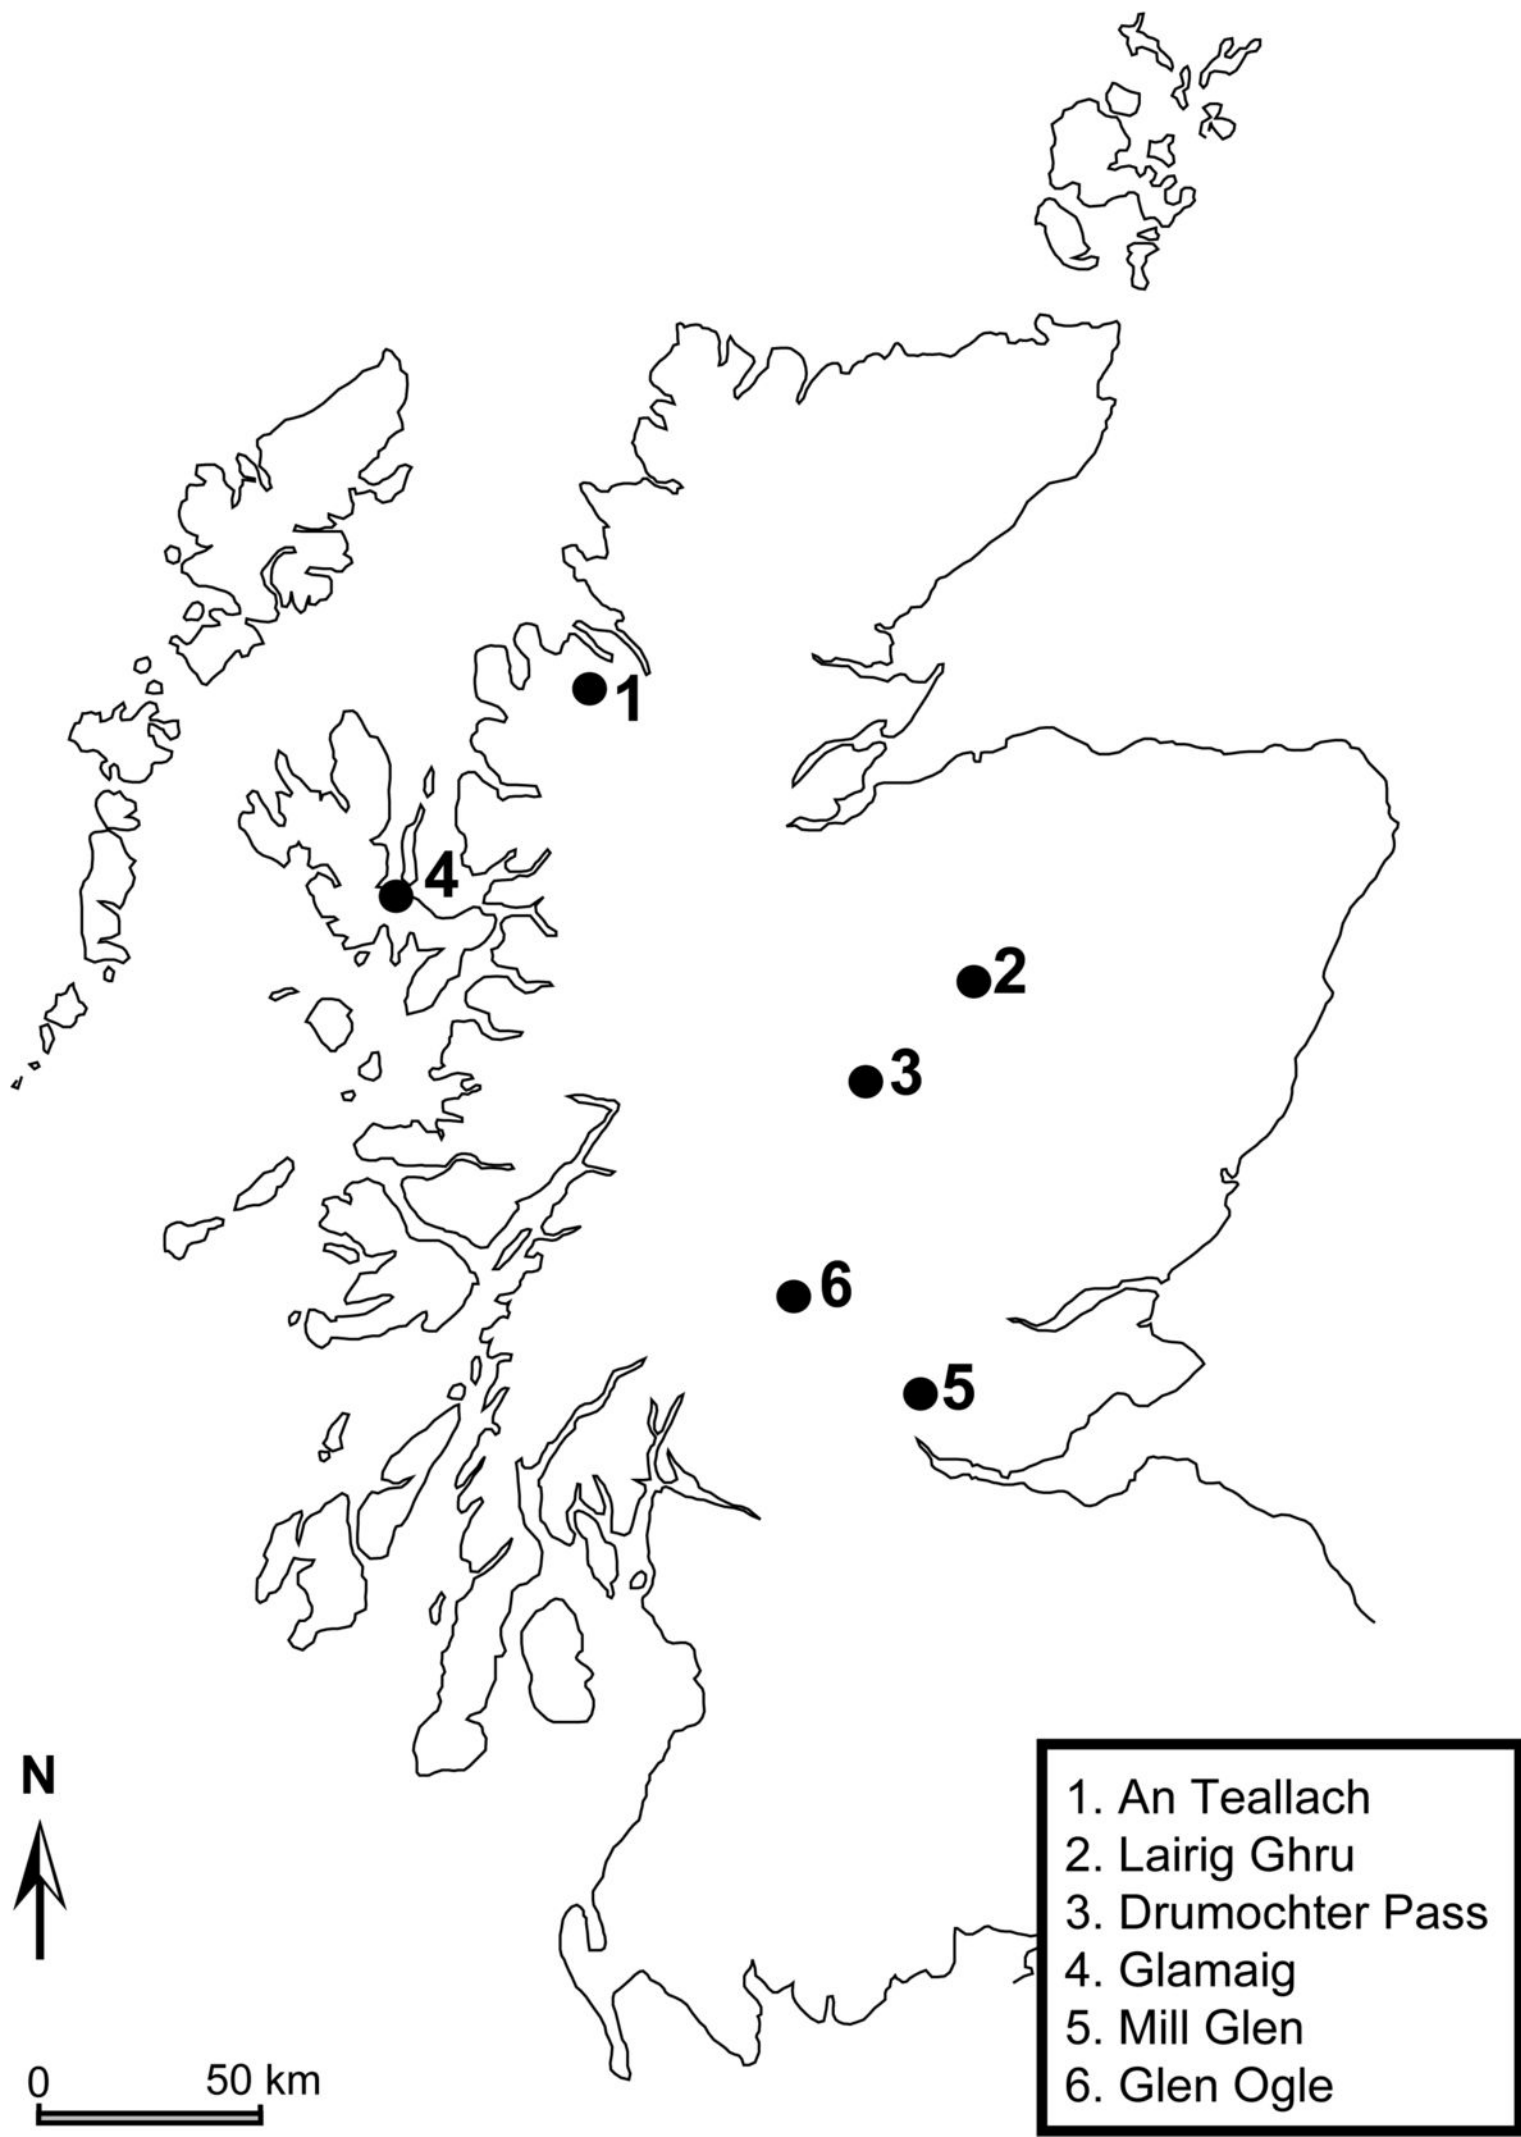 1
4
2
3
6
5
N
0 50 km
1. An Teallach
2. Lairig Ghru
3. Drumochter Pass
4. Glamaig
5. Mill Glen
6. Glen Ogle